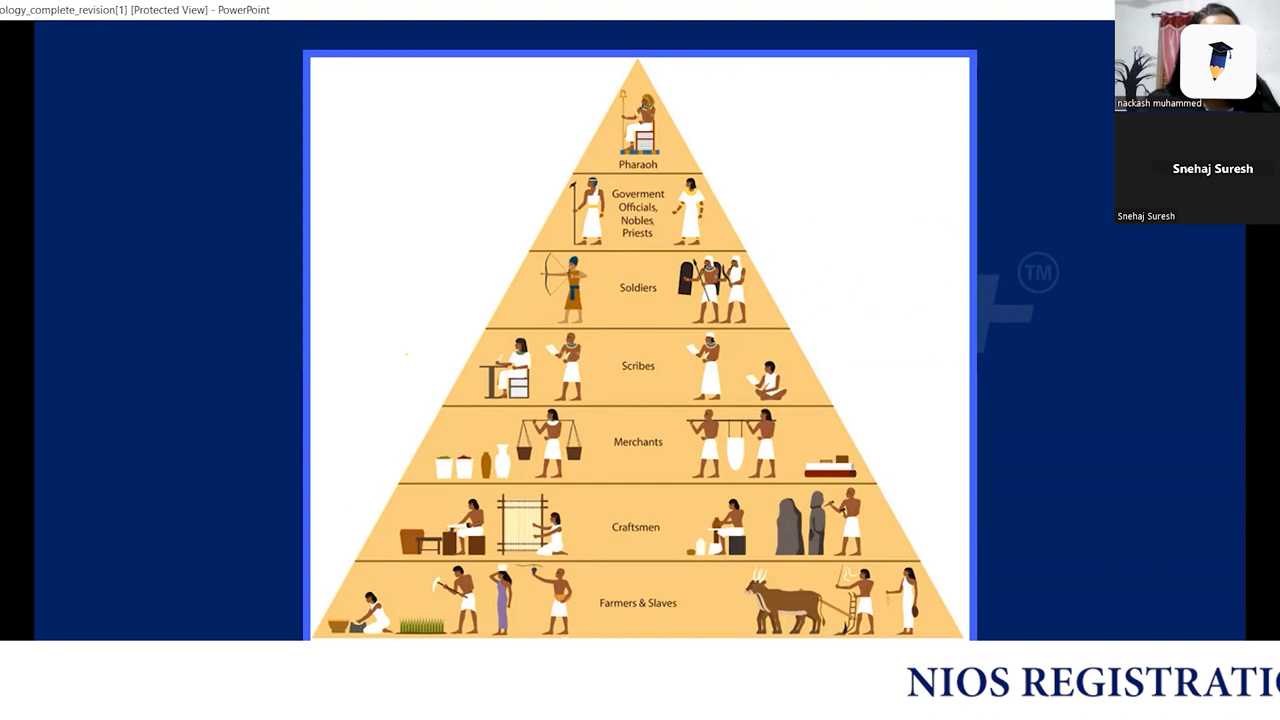 ology_complete_revision[1] [Protected View] - PowerPoint
nackash muhammed
Snehaj Suresh
Snehaj Suresh
Pharaoh
Goverment
Officials,
Nobles,
Priests
TM
Soldiers
Scribes
Merchants
Craftsmen
Farmers & Slaves
NIOS REGISTRATI